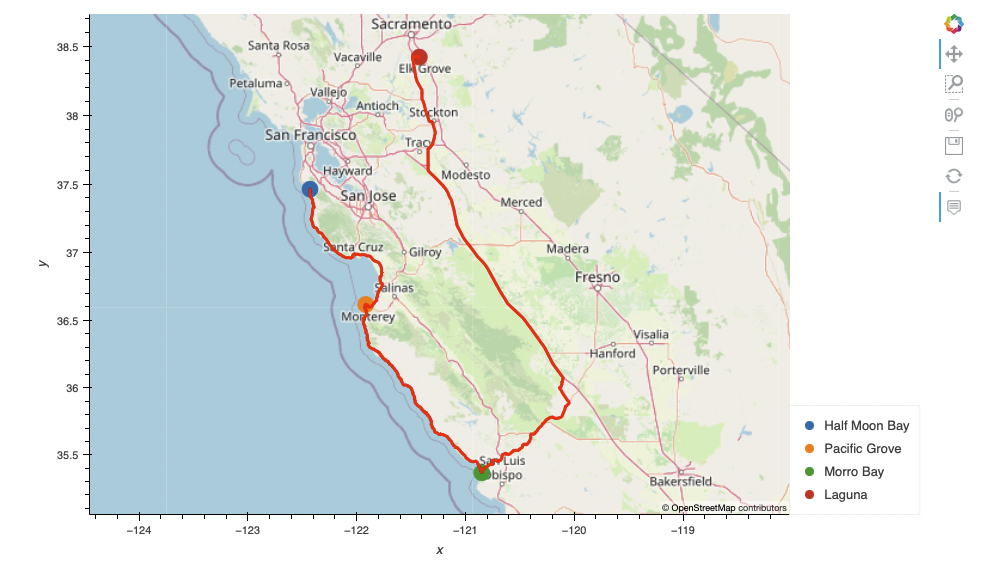 Sacramento
38.5
Santa Rosa
Vacaville
Elk Grove
Petaluma
Vallejo
Antioch
38
Stockton
San Francisco
Trac
Hayward
Modesto
37.5
San Jose
Merced
Santa Cruz
Gilroy
Madera
37
y
Fresno
Salinas
36.5
Monterey
Visalia
Hanford
Porterville
36
35.5
San Luis
Obispo
Bakersfield
© OpenStreetMap contributors
−124
−123
−122
−121
−120
−119
x
Half Moon Bay
Pacific Grove
Morro Bay
Laguna